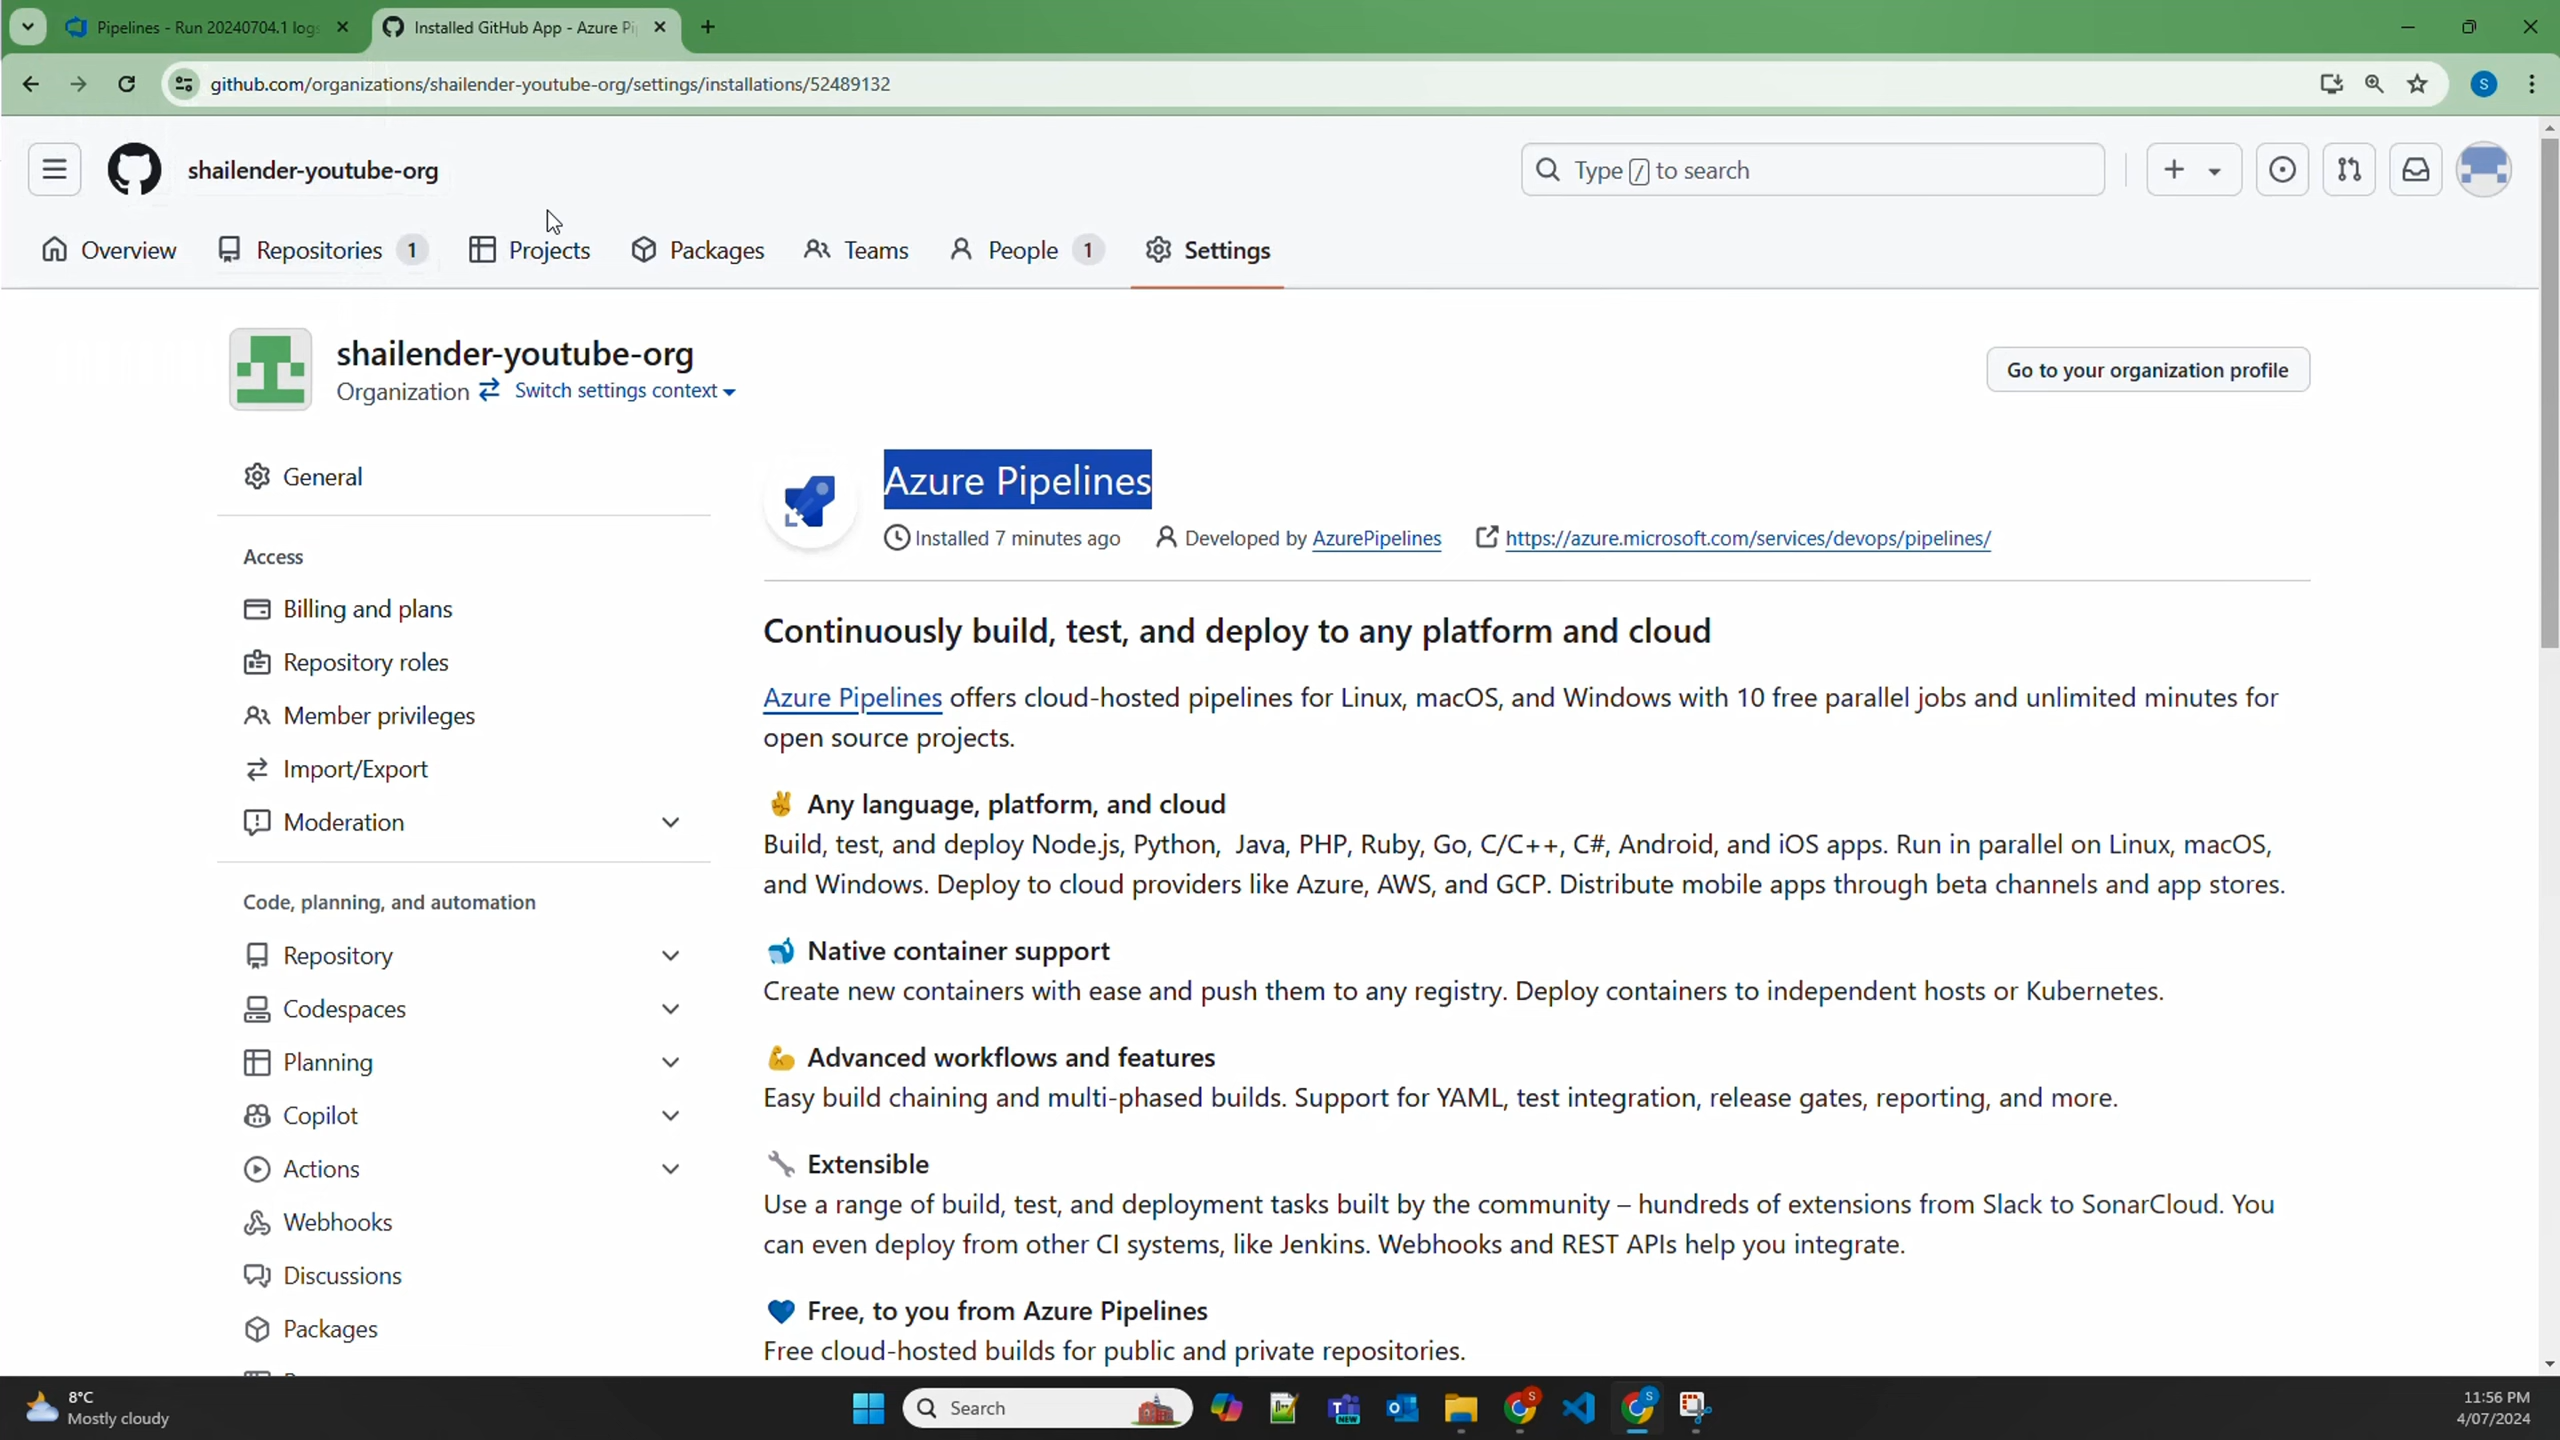 Pipelines - Run 20240704.1 logs
Installed GitHub App - Azure Pi
github.com/organizations/shailender-youtube-org/settings/installations/52489132
S
shailender-youtube-org
Type / to search
Overview
Repositories 1
Projects
Packages
Teams
People 1
Settings
shailender-youtube-org
Organization Switch settings context
Go to your organization profile
General
Access
Billing and plans
Repository roles
Member privileges
Import/Export
Moderation
Code, planning, and automation
Repository
Codespaces
Planning
Copilot
Actions
Webhooks
Discussions
Packages
Azure Pipelines
Installed 7 minutes ago
Developed by AzurePipelines
https://azure.microsoft.com/services/devops/pipelines/
Continuously build, test, and deploy to any platform and cloud
Azure Pipelines offers cloud-hosted pipelines for Linux, macOS, and Windows with 10 free parallel jobs and unlimited minutes for
open source projects.
Any language, platform, and cloud
Build, test, and deploy Node.js, Python, Java, PHP, Ruby, Go, C/C++, C#, Android, and iOS apps. Run in parallel on Linux, macOS,
and Windows. Deploy to cloud providers like Azure, AWS, and GCP. Distribute mobile apps through beta channels and app stores.
Native container support
Create new containers with ease and push them to any registry. Deploy containers to independent hosts or Kubernetes.
Advanced workflows and features
Easy build chaining and multi-phased builds. Support for YAML, test integration, release gates, reporting, and more.
Extensible
Use a range of build, test, and deployment tasks built by the community – hundreds of extensions from Slack to SonarCloud. You
can even deploy from other CI systems, like Jenkins. Webhooks and REST APIs help you integrate.
Free, to you from Azure Pipelines
Free cloud-hosted builds for public and private repositories.
8°C
Mostly cloudy
Search
NEW
S
S
11:56 PM
4/07/2024